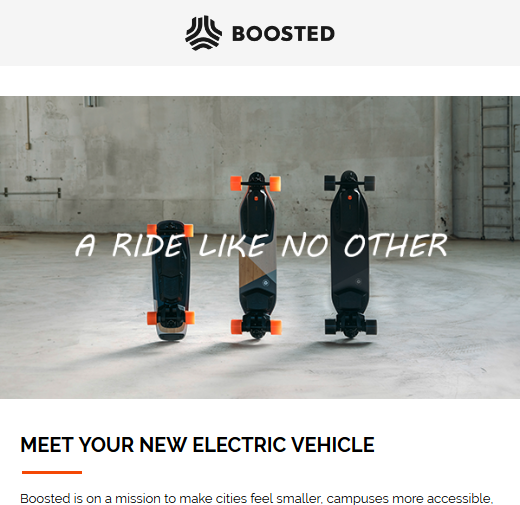 BOOSTED
A RIDE LIKE NO OTHER
MEET YOUR NEW ELECTRIC VEHICLE
Boosted is on a mission to make cities feel smaller, campuses more accessible,